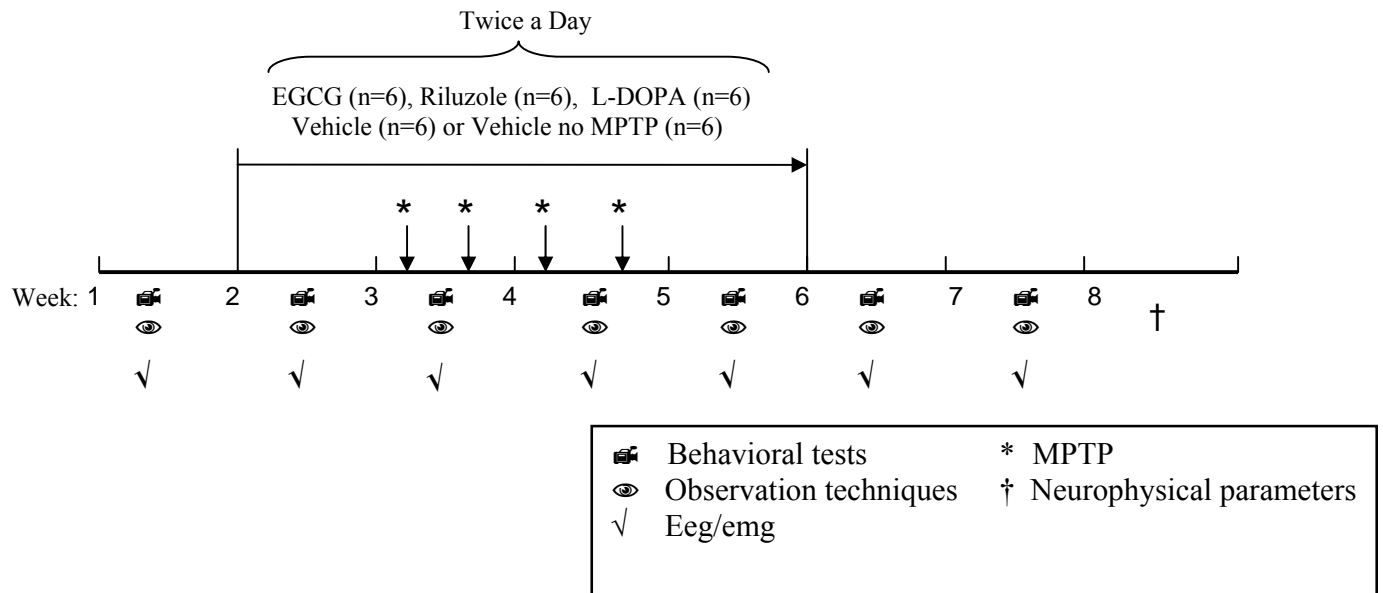 Twice a Day
EGCG (n=6), Riluzole (n=6), L-DOPA (n=6)
Vehicle (n=6) or Vehicle no MPTP (n=6)
* * * *
Week: 1 2 3 4 5 6 7 8
†
√ √ √ √ √ √ √
Behavioral tests * MPTP
Observation techniques † Neurophysical parameters
√ Eeg/emg